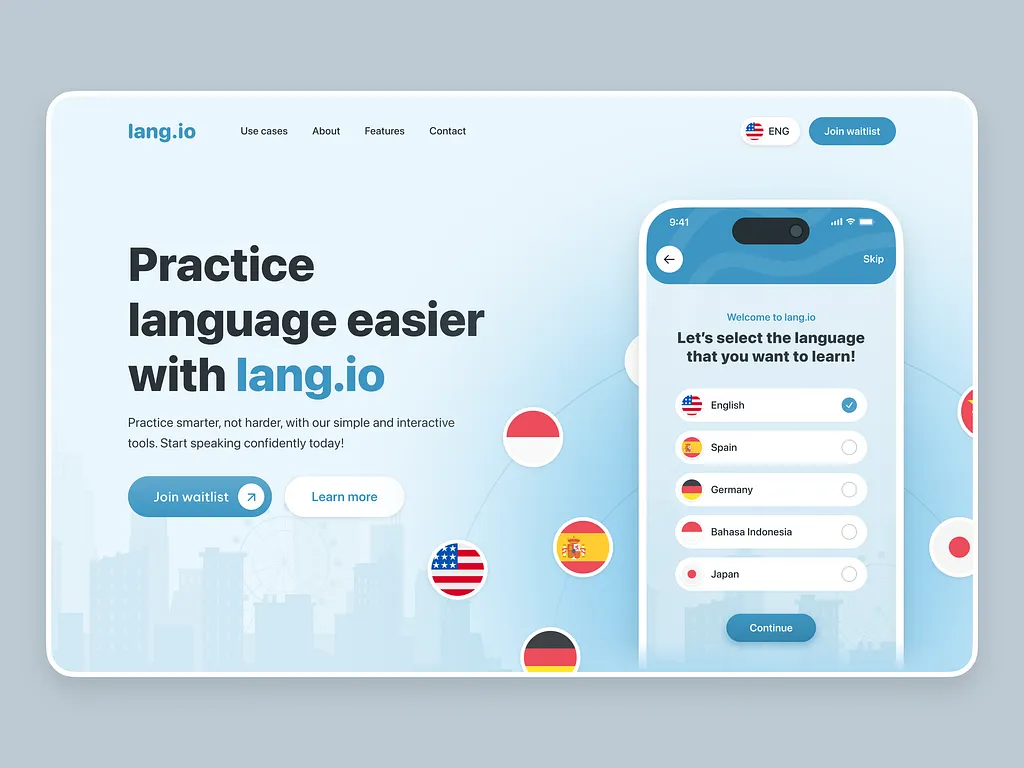 lang.io
Use cases
About
Features
Contact
ENG
Join waitlist
Practice
language easier
with lang.io
Practice smarter, not harder, with our simple and interactive
tools. Start speaking confidently today!
Join waitlist
Learn more
9:41
Skip
Welcome to lang.io
Let’s select the language
that you want to learn!
English
Spain
Germany
Bahasa Indonesia
Japan
Continue